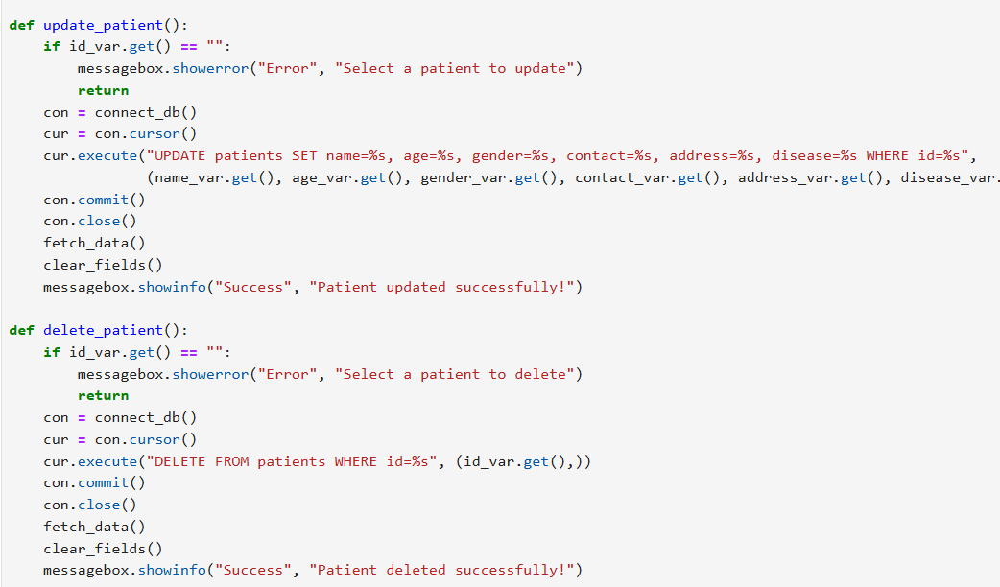 def update_patient():
    if id_var.get() == "":
        messagebox.showerror("Error", "Select a patient to update")
        return
    con = connect_db()
    cur = con.cursor()
    cur.execute("UPDATE patients SET name=%s, age=%s, gender=%s, contact=%s, address=%s, disease=%s WHERE id=%s",
                (name_var.get(), age_var.get(), gender_var.get(), contact_var.get(), address_var.get(), disease_var.
    con.commit()
    con.close()
    fetch_data()
    clear_fields()
    messagebox.showinfo("Success", "Patient updated successfully!")

def delete_patient():
    if id_var.get() == "":
        messagebox.showerror("Error", "Select a patient to delete")
        return
    con = connect_db()
    cur = con.cursor()
    cur.execute("DELETE FROM patients WHERE id=%s", (id_var.get(),))
    con.commit()
    con.close()
    fetch_data()
    clear_fields()
    messagebox.showinfo("Success", "Patient deleted successfully!")